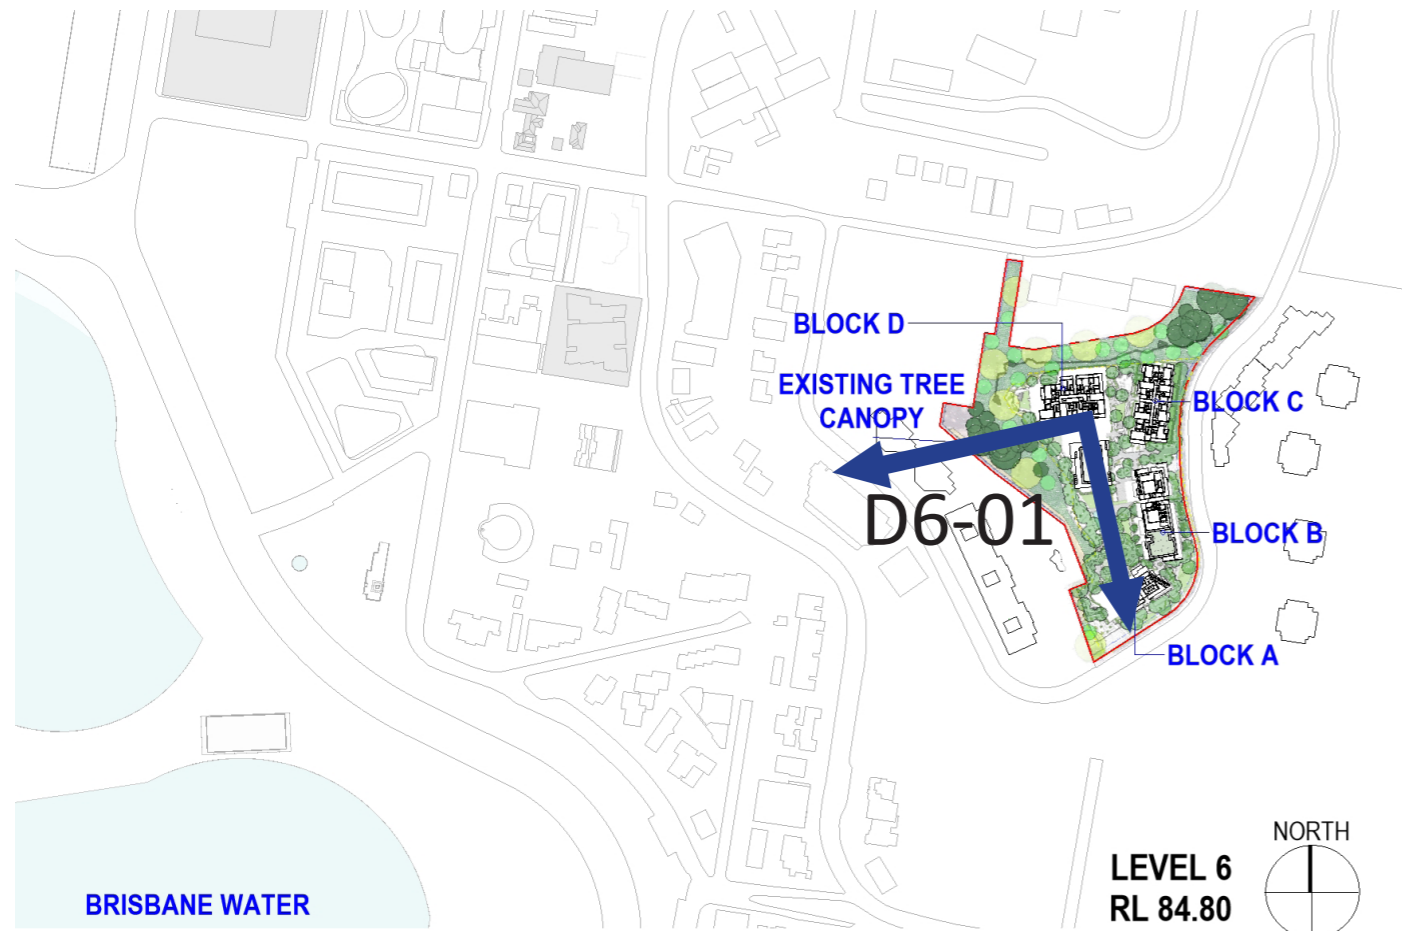 BLOCK D
EXISTING TREE
CANOPY
BLOCK C
D6-01
BLOCK B
BLOCK A
NORTH
LEVEL 6
RL 84.80
BRISBANE WATER